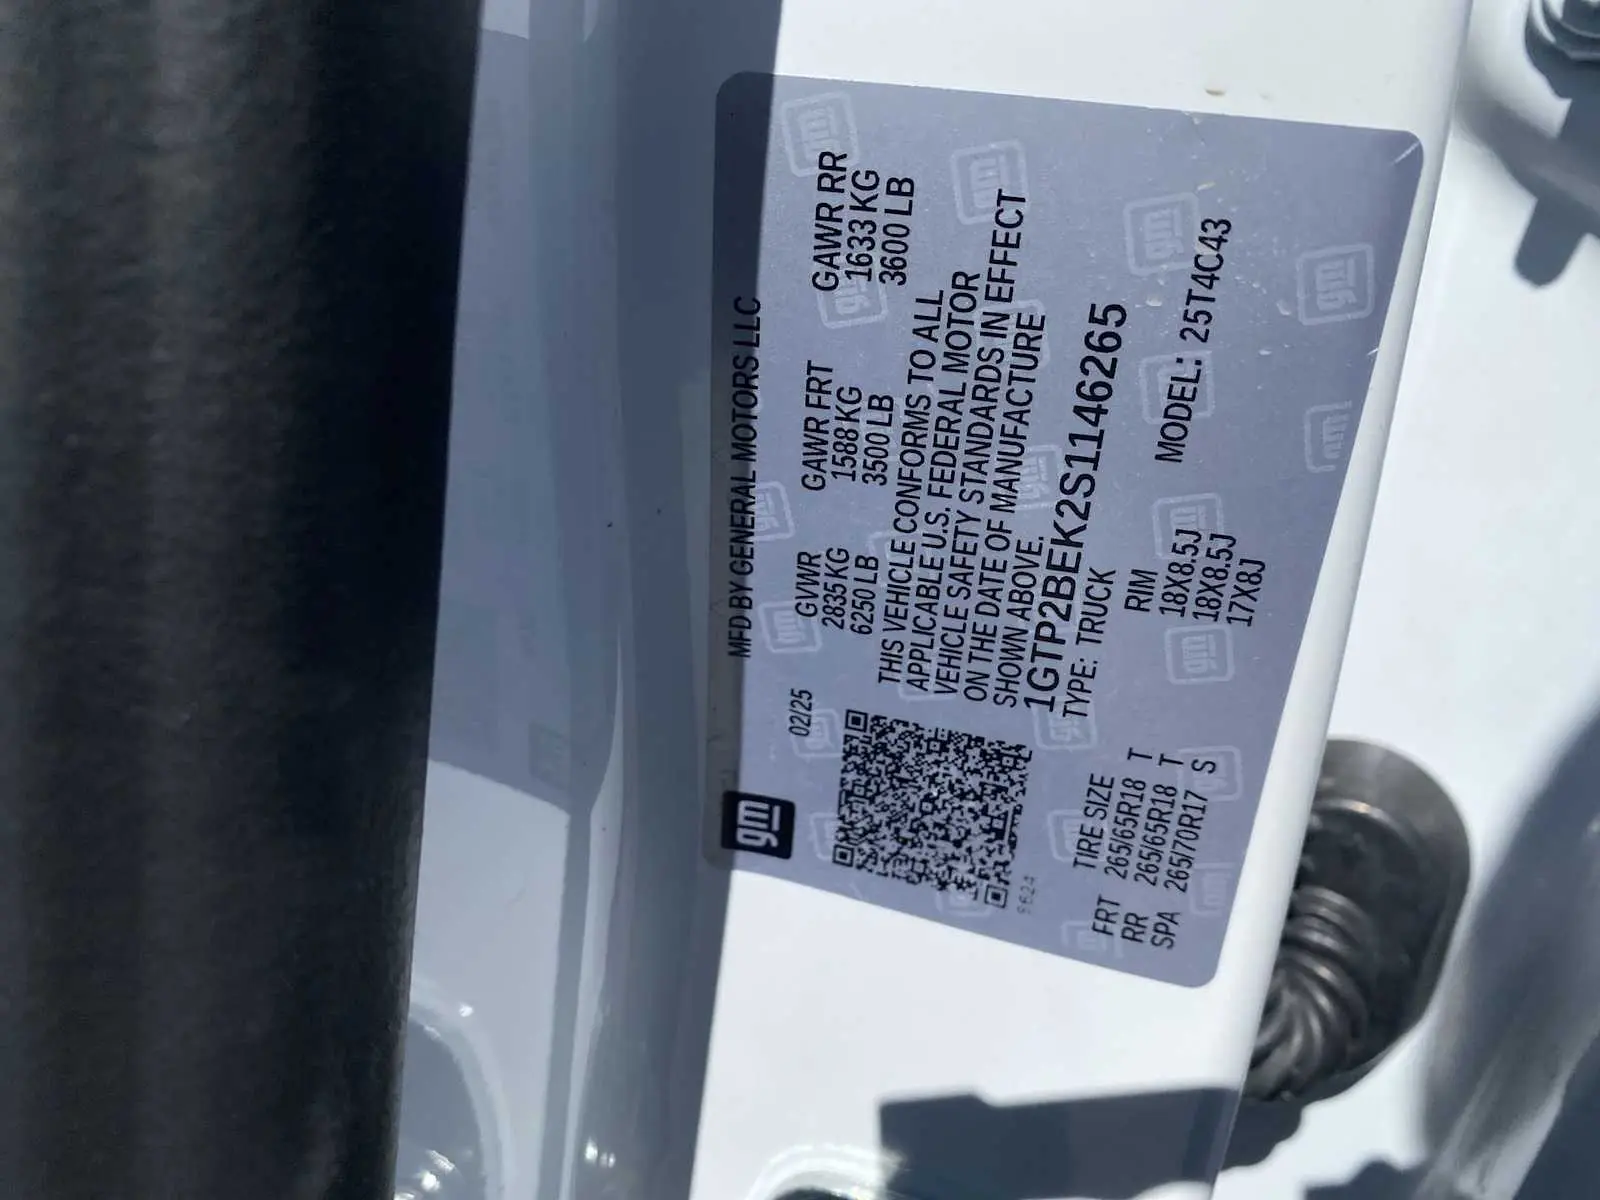 gm
MFD BY GENERAL MOTORS LLC
02/25
GVWR GAWR FRT GAWR RR
2835 KG 1588 KG 1633 KG
6250 LB 3500 LB 3600 LB
THIS VEHICLE CONFORMS TO ALL
APPLICABLE U.S. FEDERAL MOTOR
VEHICLE SAFETY STANDARDS IN EFFECT
ON THE DATE OF MANUFACTURE
SHOWN ABOVE.
1GTP2BEK2S1146265
TYPE: TRUCK MODEL: 25T4C43
TIRE SIZE RIM
FRT 265/65R18 T 18X8.5J
RR 265/65R18 T 18X8.5J
SPA 265/70R17 S 17X8J